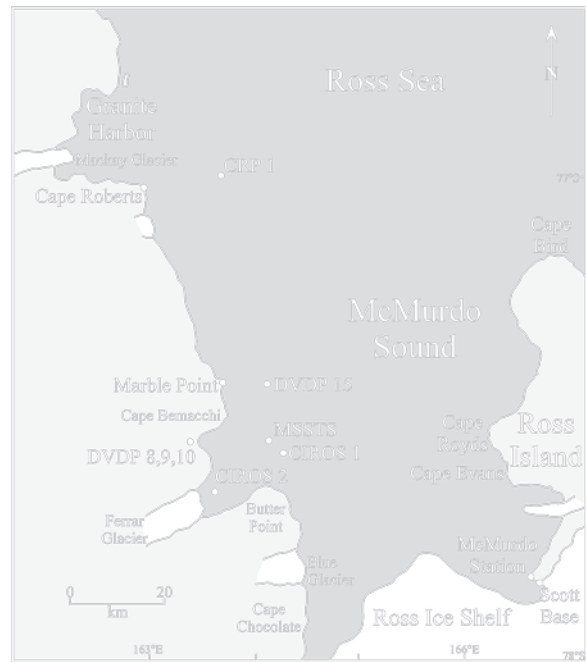 Ross Sea
N
Granite
Harbor
Mackay Glacier
CRP 1
77°S
Cape Roberts
Cape
Bird
McMurdo
Sound
Marble Point
DVDP 15
Cape Bernacchi
MSSTS
Cape
Royds
Ross
Island
DVDP 8,9,10
CIROS 1
CIROS 2
Cape Evans
Butter
Point
Ferrar
Glacier
McMurdo
Station
Blue
Glacier
Scott
Base
0 20
km
Cape
Chocolate
Ross Ice Shelf
163°E
166°E
78°S